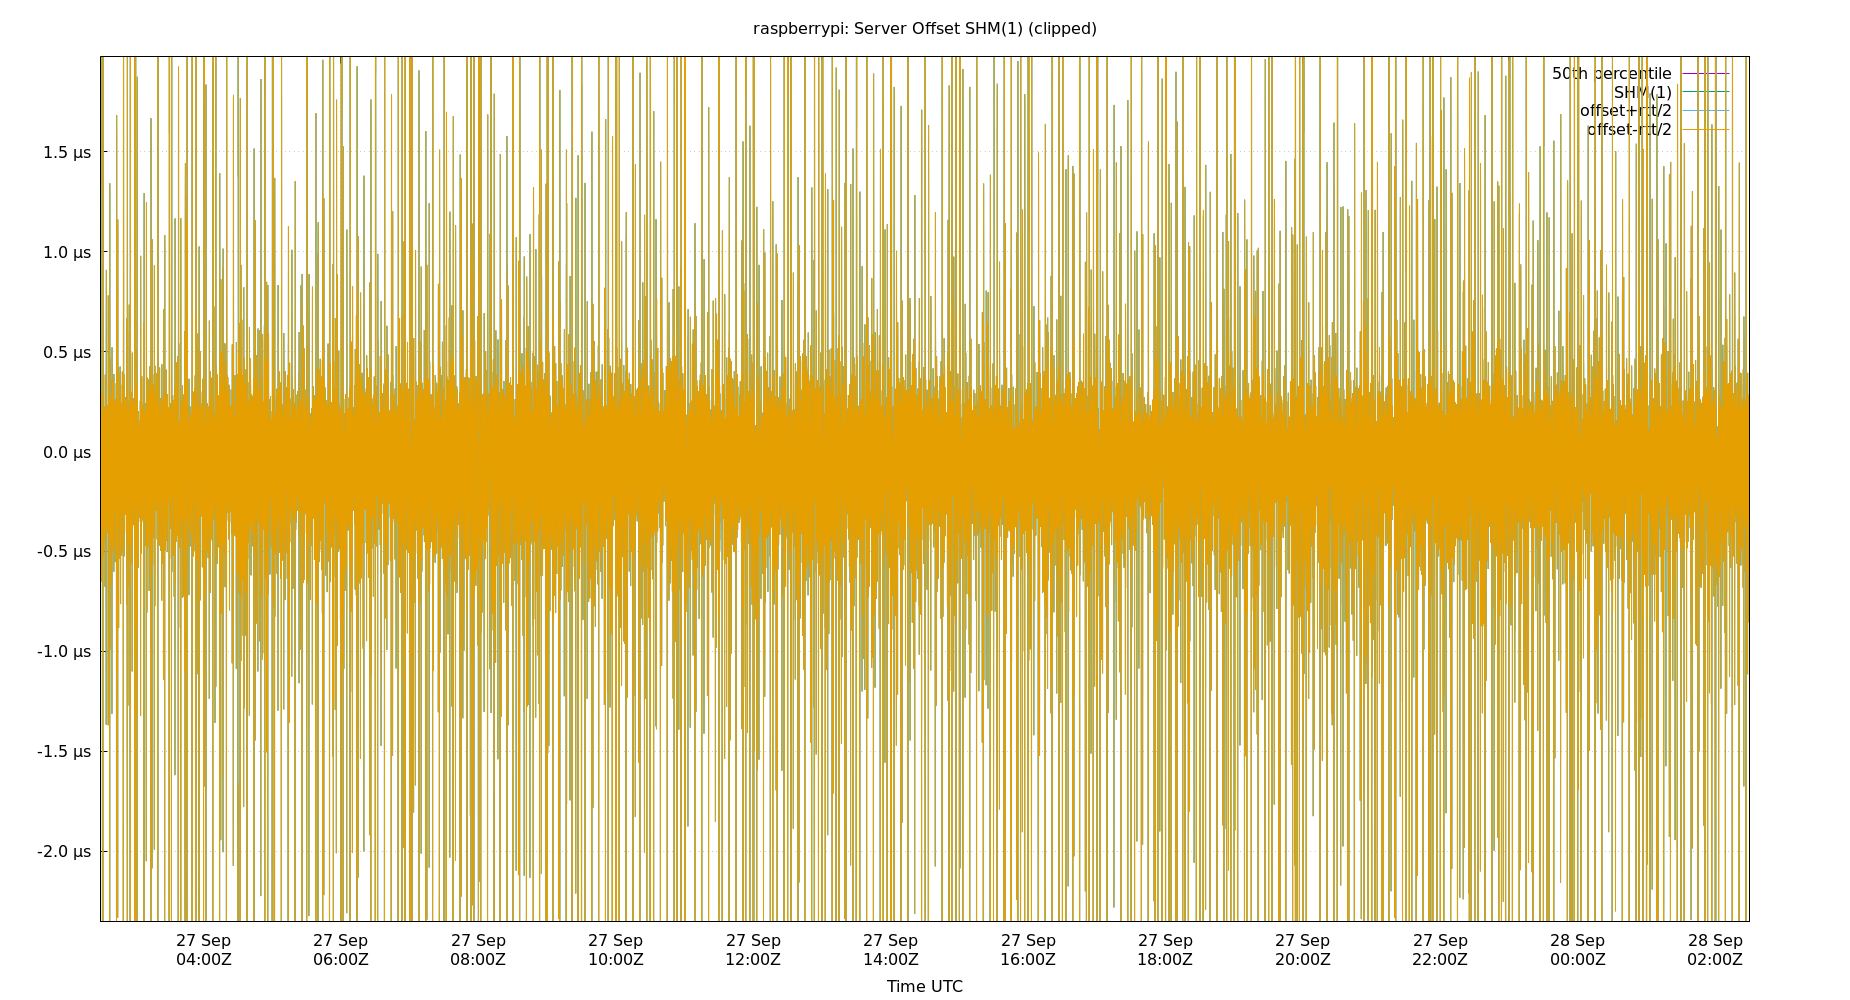 raspberrypi: Server Offset SHM(1) (clipped)
50th percentile
SHM(1)
offset+rtt/2
offset-rtt/2
1.5 µs
1.0 µs
0.5 µs
0.0 µs
-0.5 µs
-1.0 µs
-1.5 µs
-2.0 µs
27 Sep 27 Sep 27 Sep 27 Sep 27 Sep 27 Sep 27 Sep 27 Sep 27 Sep 27 Sep 28 Sep 28 Sep
04:00Z 06:00Z 08:00Z 10:00Z 12:00Z 14:00Z 16:00Z 18:00Z 20:00Z 22:00Z 00:00Z 02:00Z
Time UTC